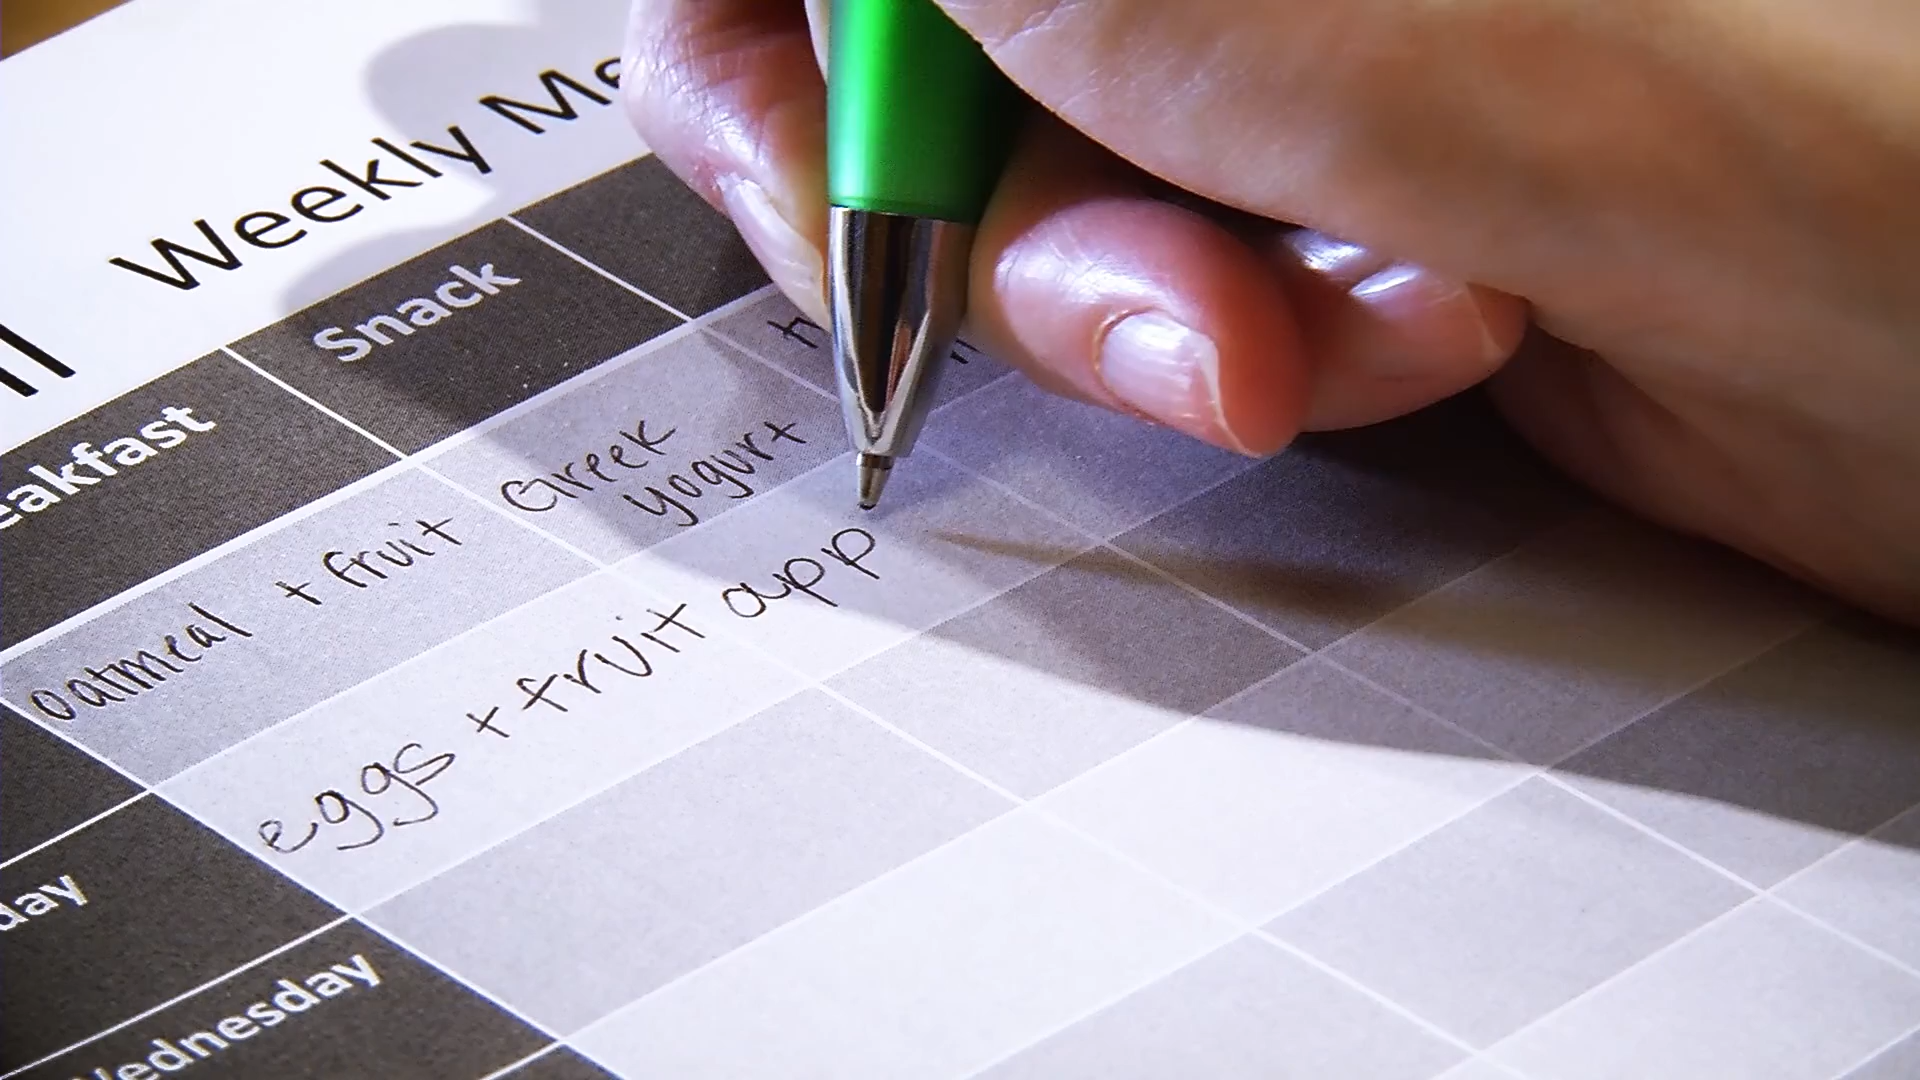 Weekly Me
eakfast Snack
oatmeal + fruit Greek
yogurt
eggs + fruit app
day
Wednesday